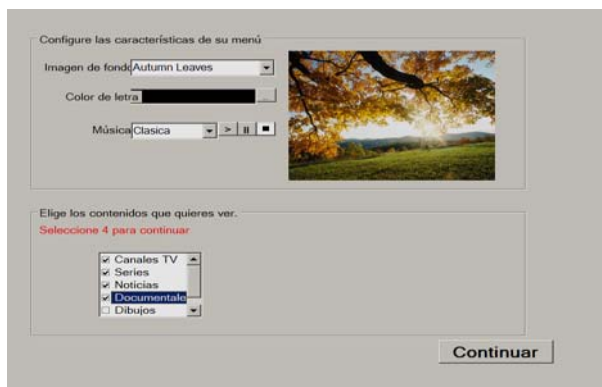 Configure las características de su menú
Imagen de fondo Autumn Leaves
Color de letra ...
Música Clasica > II ■
Elige los contenidos que quieres ver.
Seleccione 4 para continuar
Canales TV
Series
Noticias
Documentale
Dibujos
Continuar